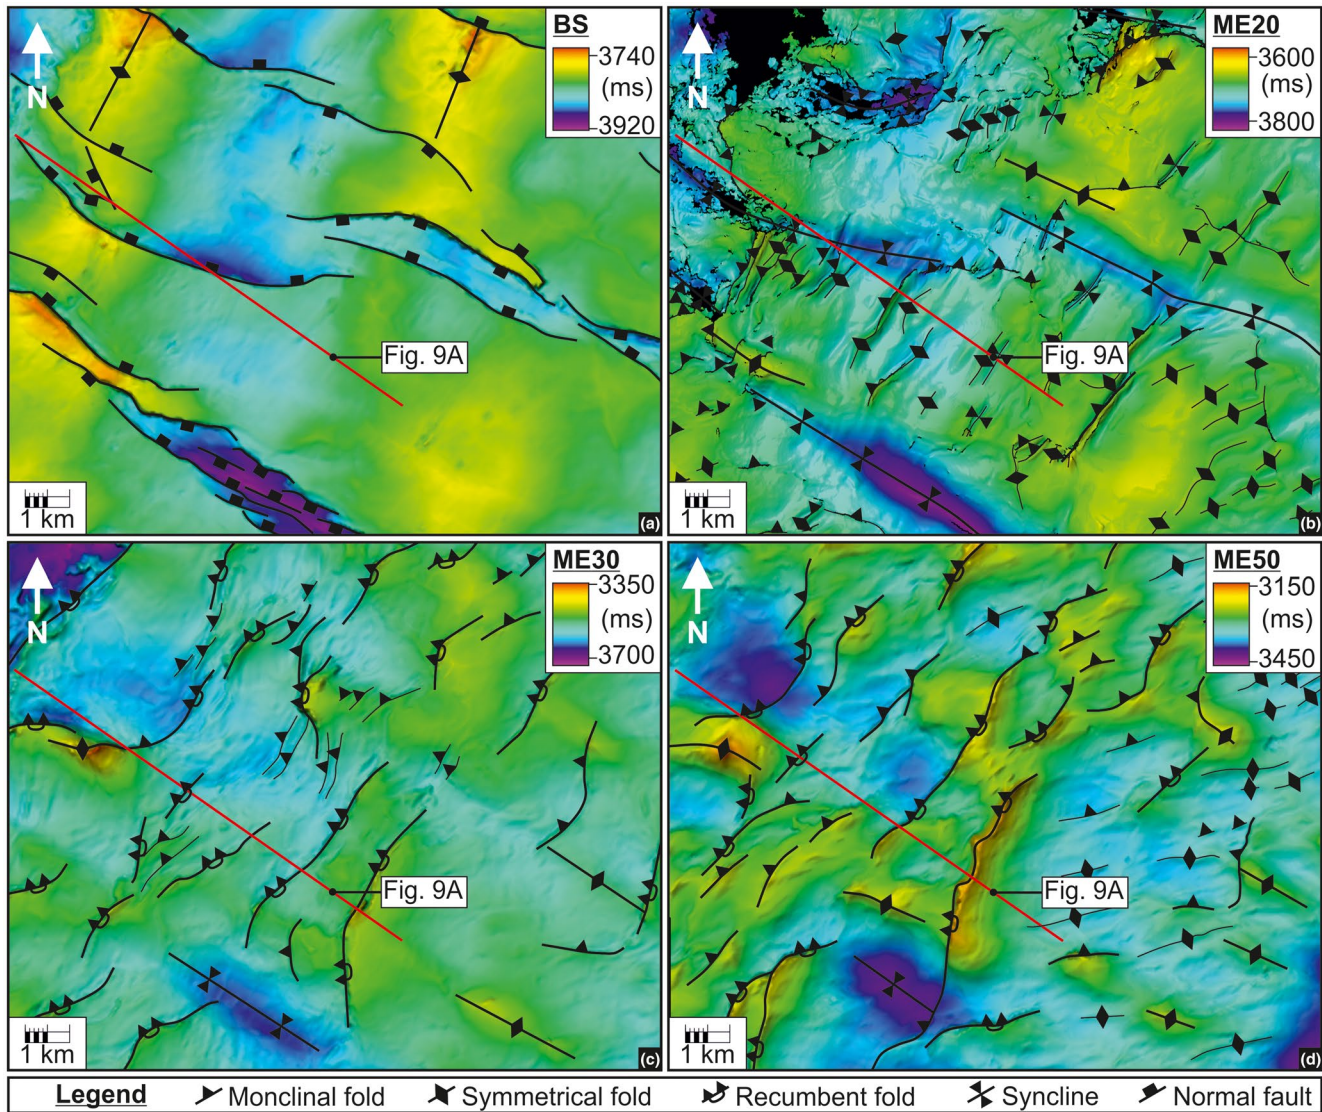 BS
3740
(ms)
3920
N
Fig. 9A
1 km
(a)
ME20
3600
(ms)
3800
N
Fig. 9A
1 km
(b)
ME30
3350
(ms)
3700
N
Fig. 9A
1 km
(c)
ME50
3150
(ms)
3450
N
Fig. 9A
1 km
(d)
Legend Monclinal fold Symmetrical fold Recumbent fold Syncline Normal fault